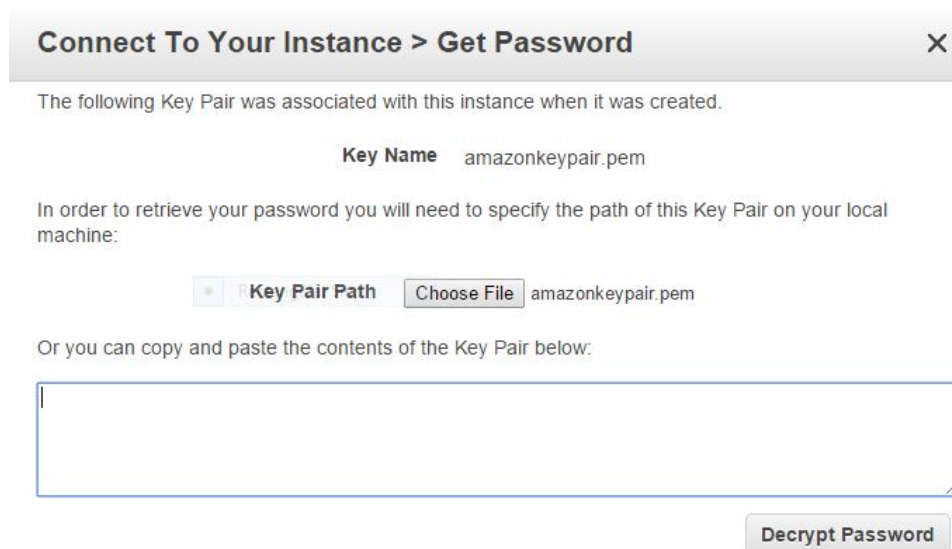 Connect To Your Instance > Get Password
The following Key Pair was associated with this instance when it was created.
Key Name amazonkeypair.pem
In order to retrieve your password you will need to specify the path of this Key Pair on your local
machine:
Key Pair Path Choose File amazonkeypair.pem
Or you can copy and paste the contents of the Key Pair below:
Decrypt Password